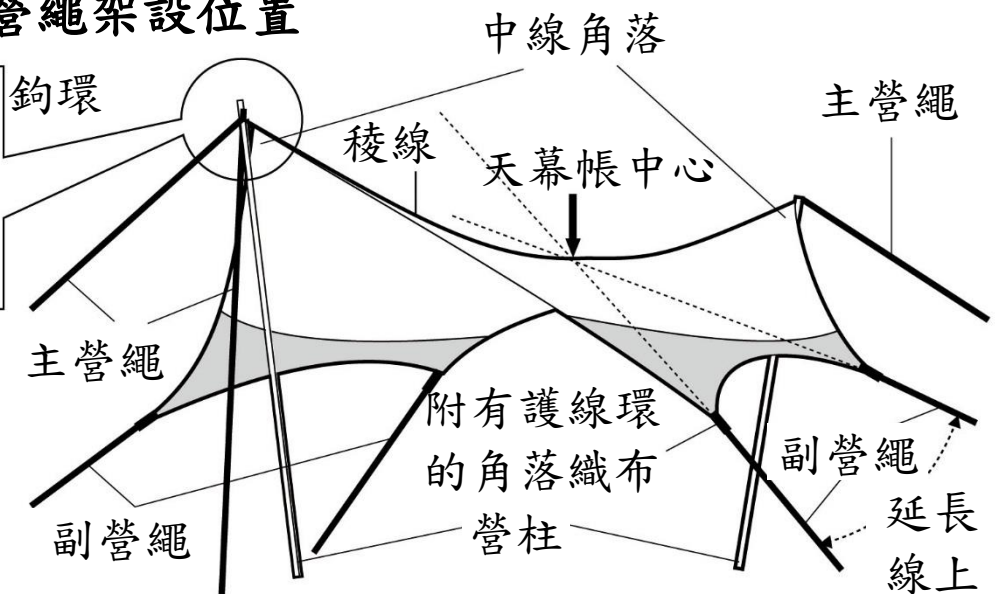 營繩架設位置
中線角落
鉤環
主營繩
稜線
天幕帳中心
主營繩
附有護線環
的角落織布
副營繩
副營繩
營柱
延長
線上